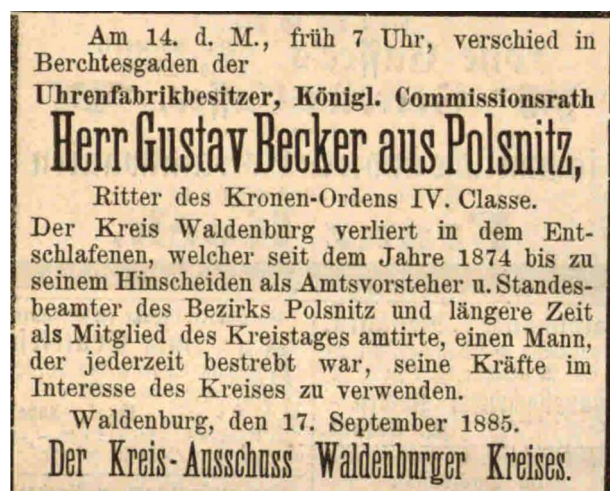 Am 14. d. M., früh 7 Uhr, verschied in
Berchtesgaden der
Uhrenfabrikbesitzer, Königl. Commissionsrath
Herr Gustav Becker aus Polsnitz,
Ritter des Kronen-Ordens IV. Classe.
Der Kreis Waldenburg verliert in dem Ent-
schlafenen, welcher seit dem Jahre 1874 bis zu
seinem Hinscheiden als Amtsvorsteher u. Standes-
beamter des Bezirks Polsnitz und längere Zeit
als Mitglied des Kreistages amtirte, einen Mann,
der jederzeit bestrebt war, seine Kräfte im
Interesse des Kreises zu verwenden.
Waldenburg, den 17. September 1885.
Der Kreis-Ausschuss Waldenburger Kreises.